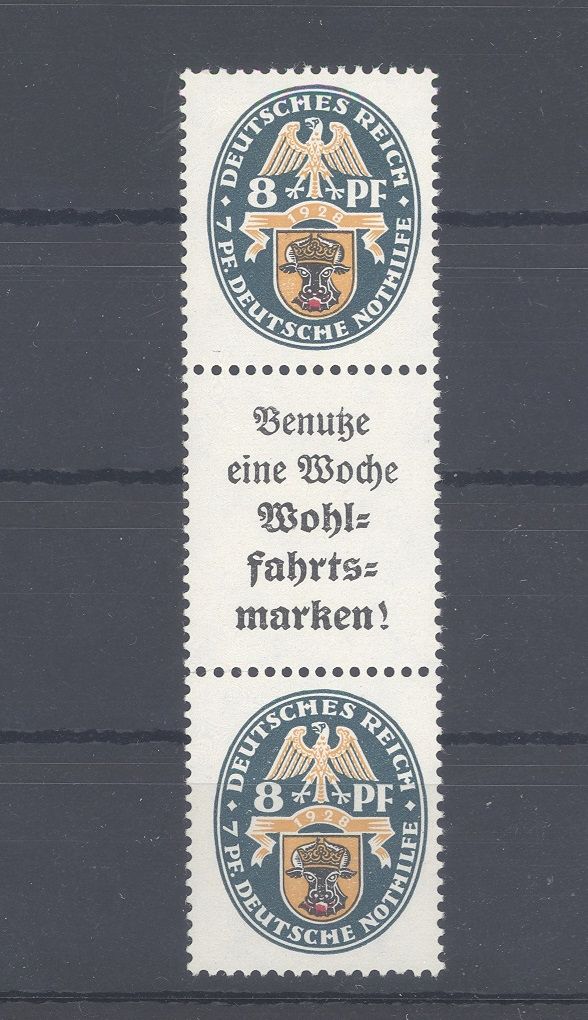 DEUTSCHES REICH
8 PF
1928
7 PF. DEUTSCHE NOTHILFE
Benutze
eine Woche
Wohl=
fahrts=
marken!
DEUTSCHES REICH
8 PF
1928
7 PF. DEUTSCHE NOTHILFE